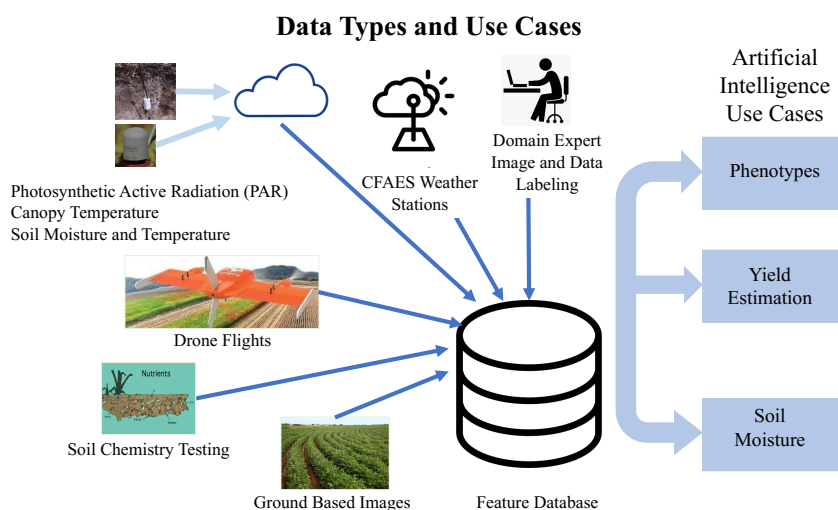 Data Types and Use Cases
Artificial
Intelligence
Use Cases
Domain Expert
Image and Data
Labeling
CFAES Weather
Stations
Photosynthetic Active Radiation (PAR)
Canopy Temperature
Soil Moisture and Temperature
Phenotypes
Yield
Estimation
Drone Flights
Nutrients
Soil Chemistry Testing
Soil
Moisture
Ground Based Images
Feature Database